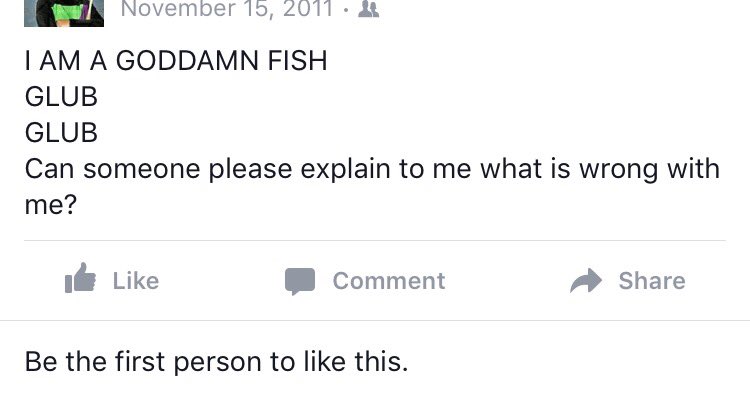 November 15, 2011 ·
I AM A GODDAMN FISH
GLUB
GLUB
Can someone please explain to me what is wrong with
me?
Like Comment Share
Be the first person to like this.